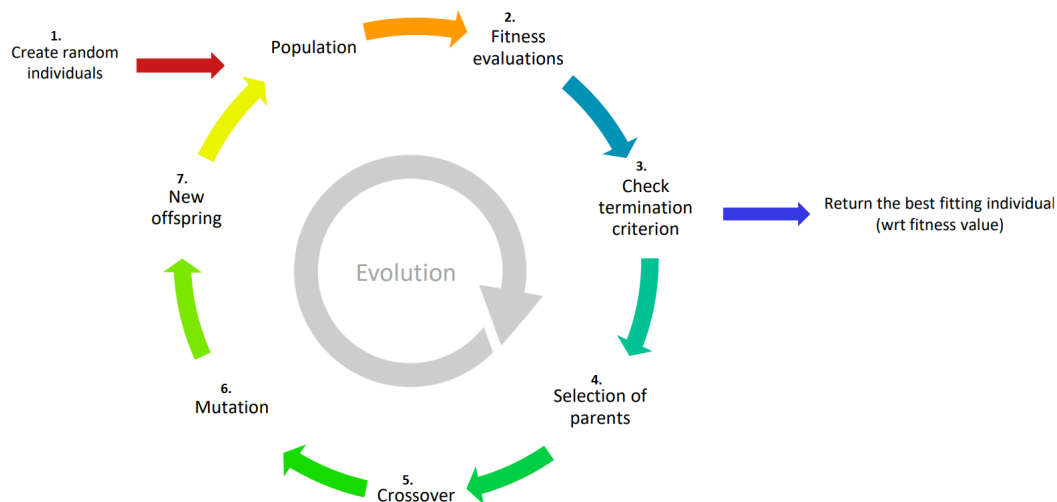 1.
Create random
individuals
Population
2.
Fitness
evaluations
3.
Check
termination
criterion
Return the best fitting individual
(wrt fitness value)
4.
Selection of
parents
5.
Crossover
6.
Mutation
7.
New
offspring
Evolution